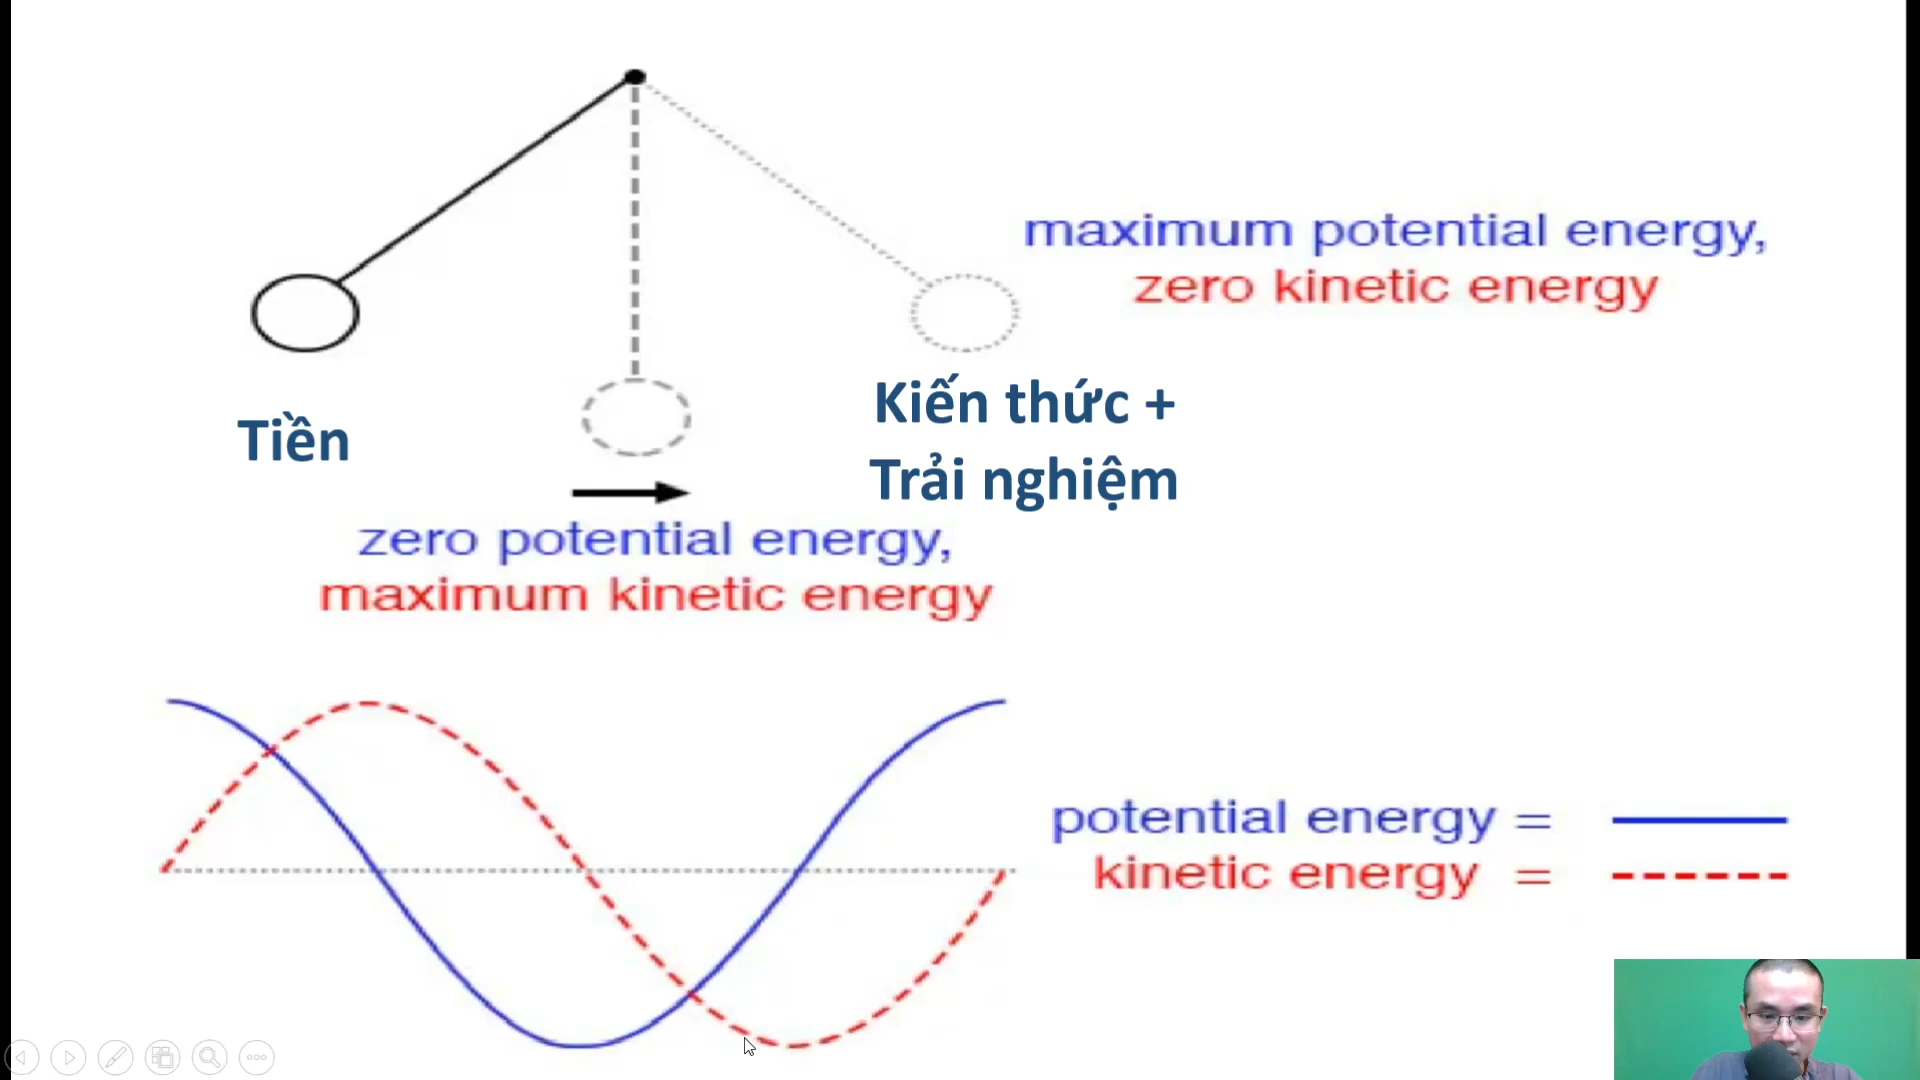 maximum potential energy,
zero kinetic energy
Tiền
Kiến thức +
Trải nghiệm
zero potential energy,
maximum kinetic energy
potential energy =
kinetic energy =